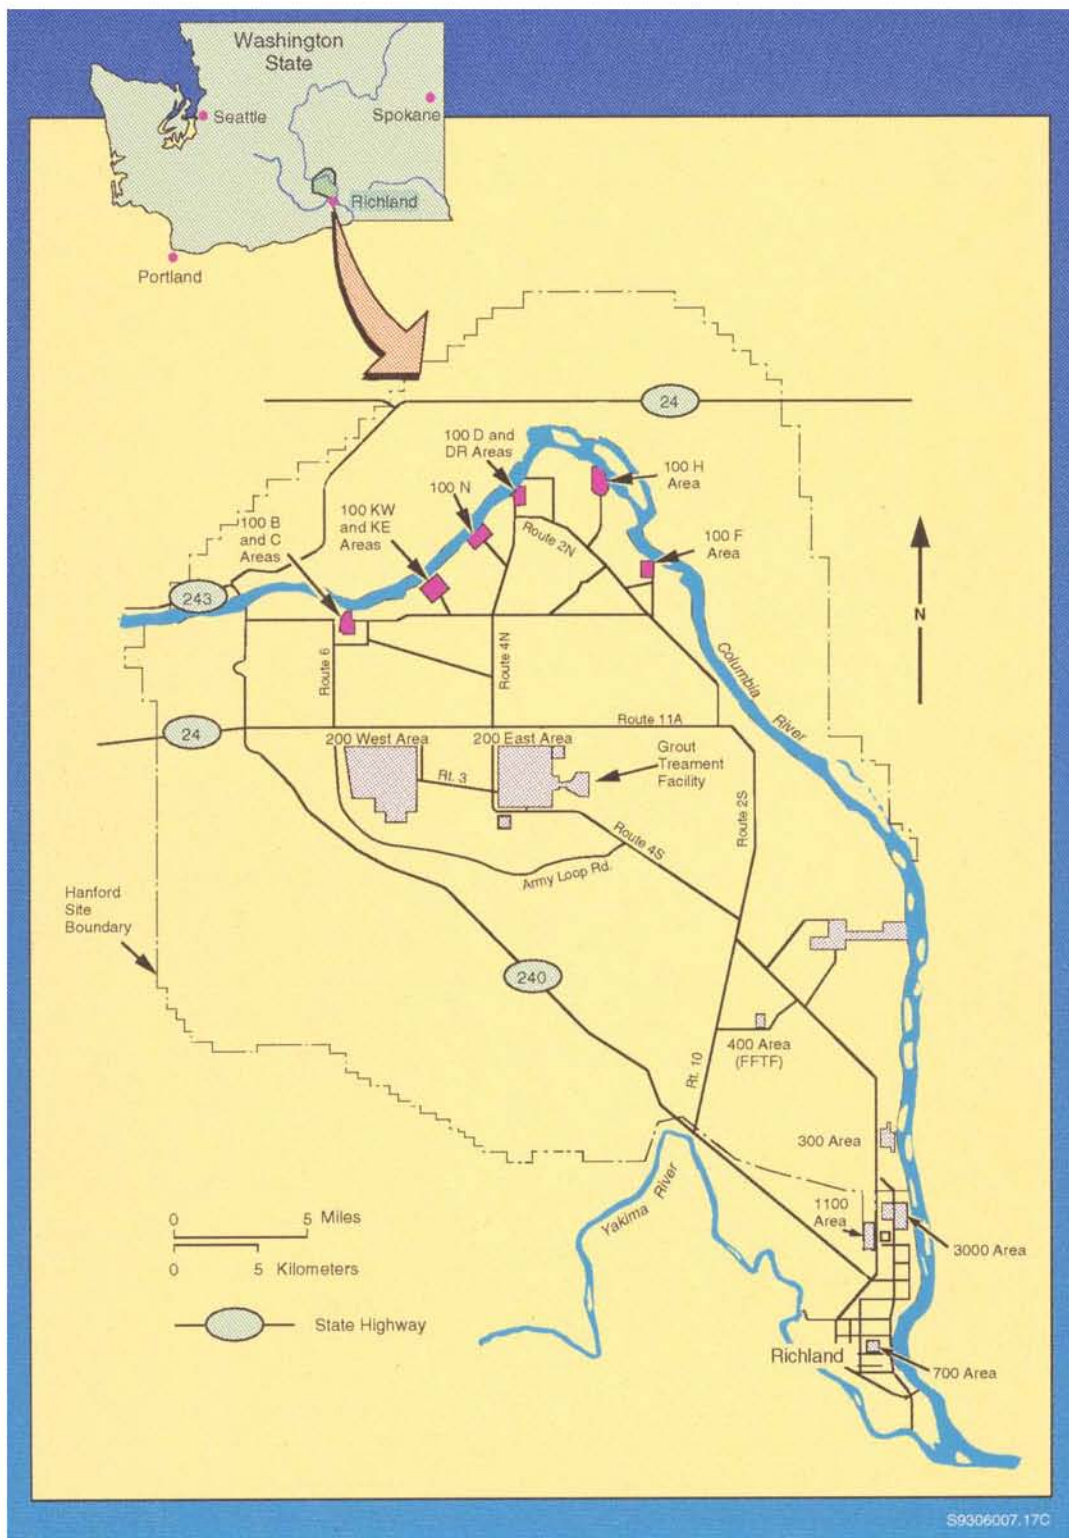 Washington
State
Seattle
Spokane
Richland
Portland
24
100 D and
DR Areas
100 H
Area
100 N
100 KW
and KE
Areas
100 B
and C
Areas
Route 2N
100 F
Area
243
N
Columbia
River
Route 6
Route 4N
24
Route 11A
200 West Area
200 East Area
Grout
Treament
Facility
Rt. 3
Route 2S
Route 4S
Army Loop Rd.
Hanford
Site
Boundary
240
400 Area
(FFTF)
Rt. 10
300 Area
Yakima River
1100
Area
3000 Area
0 5 Miles
0 5 Kilometers
State Highway
Richland
700 Area
S9306007.17C